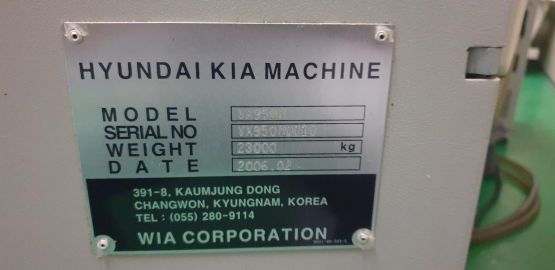 HYUNDAI KIA MACHINE
MODEL
SERIAL NO
WEIGHT 23000 kg
DATE 2006.02
391-8, KAUMJUNG DONG
CHANGWON, KYUNGNAM, KOREA
TEL : (055) 280-9114
WIA CORPORATION